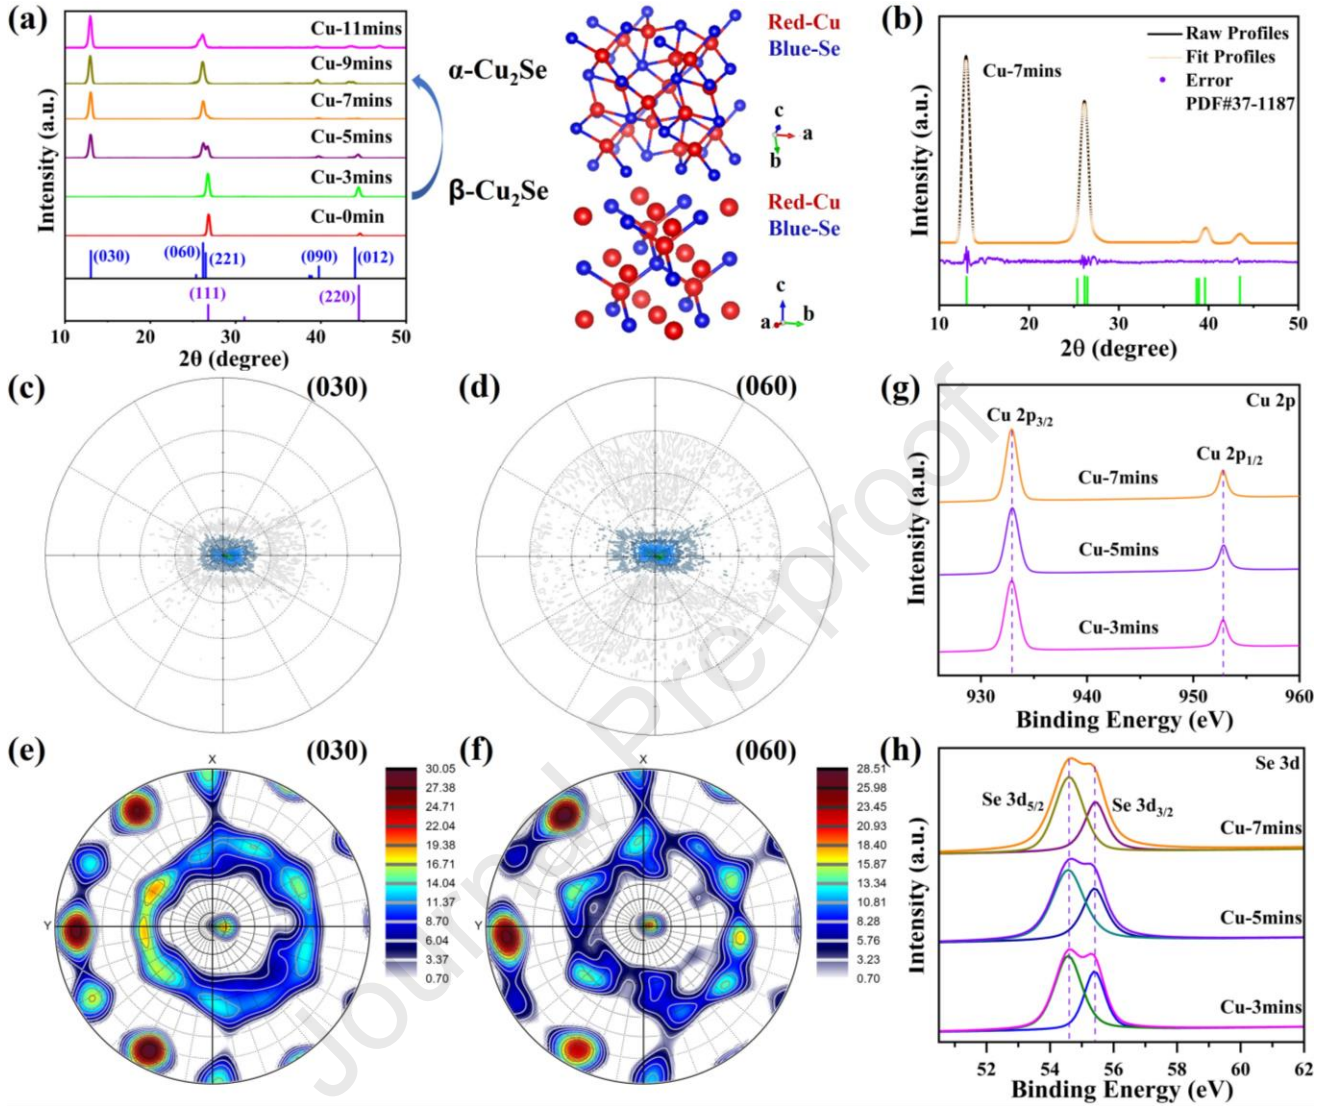 (a)
Cu-11mins
Cu-9mins
Cu-7mins
Cu-5mins
Cu-3mins
Cu-0min
(030)
(060)
(221)
(090)
(012)
(111)
(220)
10 20 30 40 50
2θ (degree)
Intensity (a.u.)
α-Cu₂Se
β-Cu₂Se
Red-Cu
Blue-Se
c
a
b
Red-Cu
Blue-Se
c
a
b
(b)
Raw Profiles
Fit Profiles
Error
PDF#37-1187
Cu-7mins
Intensity (a.u.)
10 20 30 40 50
2θ (degree)
(c)
(030)
(d)
(060)
(e)
(030)
X
Y
30.05
27.38
24.71
22.04
19.38
16.71
14.04
11.37
8.70
6.04
3.37
0.70
(f)
(060)
X
Y
28.51
25.98
23.45
20.93
18.40
15.87
13.34
10.81
8.28
5.76
3.23
0.70
(g)
Cu 2p
Cu 2p₃/₂
Cu 2p₁/₂
Cu-7mins
Cu-5mins
Cu-3mins
Intensity (a.u.)
930 940 950 960
Binding Energy (eV)
(h)
Se 3d
Se 3d₅/₂
Se 3d₃/₂
Cu-7mins
Cu-5mins
Cu-3mins
Intensity (a.u.)
52 54 56 58 60 62
Binding Energy (eV)
Journal Pre-proof